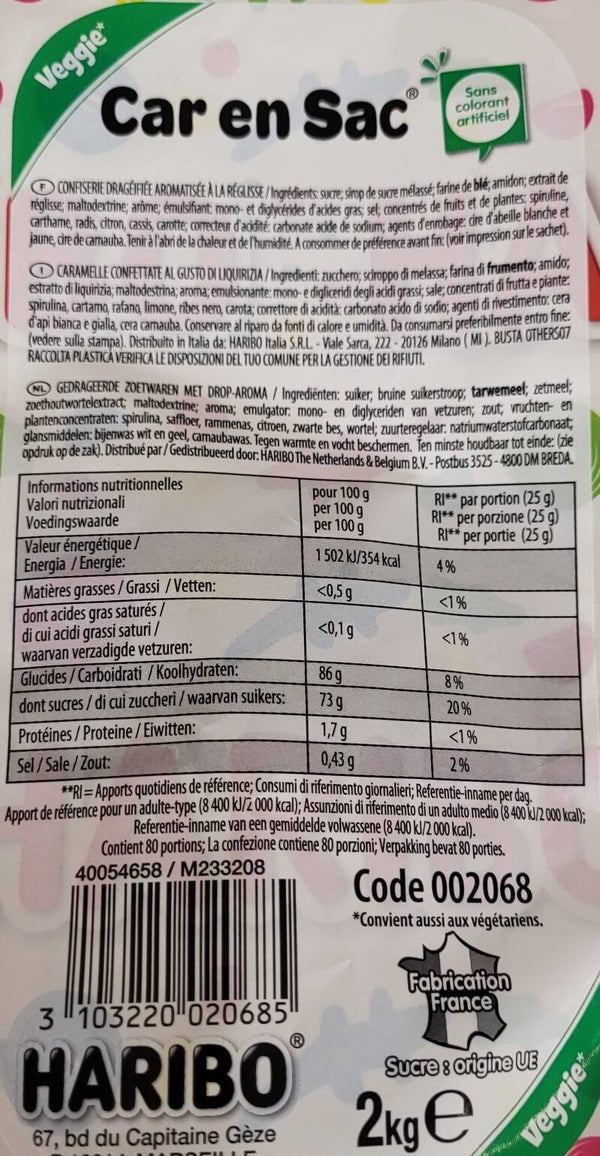 Veggie*
Car en Sac®
Sans
colorant
artificiel
F CONFISERIE DRAGÉIFIÉE AROMATISÉE À LA RÉGLISSE / Ingrédients: sucre; sirop de sucre mélassé; farine de blé; amidon; extrait de
réglisse; maltodextrine; arôme; émulsifiant: mono- et diglycérides d'acides gras; sel; concentrés de fruits et de plantes: spiruline,
carthame, radis, citron, cassis, carotte; correcteur d'acidité: carbonate acide de sodium; agents d'enrobage: cire d'abeille blanche et
jaune, cire de carnauba. Tenir à l'abri de la chaleur et de l'humidité. A consommer de préférence avant fin: (voir impression sur le sachet).
I CARAMELLE CONFETTATE AL GUSTO DI LIQUIRIZIA / Ingredienti: zucchero; sciroppo di melassa; farina di frumento; amido;
estratto di liquirizia; maltodestrina; aroma; emulsionante: mono- e digliceridi degli acidi grassi; sale; concentrati di frutta e piante:
spirulina, cartamo, rafano, limone, ribes nero, carota; correttore di acidità: carbonato acido di sodio; agenti di rivestimento: cera
d'api bianca e gialla, cera carnauba. Conservare al riparo da fonti di calore e umidità. Da consumarsi preferibilmente entro fine:
(vedere sulla stampa). Distribuito in Italia da: HARIBO Italia S.R.L. - Viale Sarca, 222 - 20126 Milano ( MI ). BUSTA OTHERS07
RACCOLTA PLASTICA VERIFICA LE DISPOSIZIONI DEL TUO COMUNE PER LA GESTIONE DEI RIFIUTI.
NL GEDRAGEERDE ZOETWAREN MET DROP-AROMA / Ingrediënten: suiker; bruine suikerstroop; tarwemeel; zetmeel;
zoethoutwortelextract; maltodextrine; aroma; emulgator: mono- en diglyceriden van vetzuren; zout; vruchten- en
plantenconcentraten: spirulina, saffloer, rammenas, citroen, zwarte bes, wortel; zuurteregelaar: natriumwaterstofcarbonaat;
glansmiddelen: bijenwas wit en geel, carnaubawas. Tegen warmte en vocht beschermen. Ten minste houdbaar tot einde: (zie
opdruk op de zak). Distribué par / Gedistribueerd door: HARIBO The Netherlands & Belgium B.V. - Postbus 3525 - 4800 DM BREDA.
Informations nutritionnelles
Valori nutrizionali
Voedingswaarde
pour 100 g
per 100 g
per 100 g
RI** par portion (25 g)
RI** per porzione (25 g)
RI** per portie (25 g)
Valeur énergétique /
Energia / Energie:
1 502 kJ/354 kcal
4 %
Matières grasses / Grassi / Vetten:
<0,5 g
<1 %
dont acides gras saturés /
di cui acidi grassi saturi /
waarvan verzadigde vetzuren:
<0,1 g
<1 %
Glucides / Carboidrati / Koolhydraten:
86 g
8 %
dont sucres / di cui zuccheri / waarvan suikers:
73 g
20 %
Protéines / Proteine / Eiwitten:
1,7 g
<1 %
Sel / Sale / Zout:
0,43 g
2 %
**RI = Apports quotidiens de référence; Consumi di riferimento giornalieri; Referentie-inname per dag.
Apport de référence pour un adulte-type (8 400 kJ/2 000 kcal); Assunzioni di riferimento di un adulto medio (8 400 kJ/2 000 kcal);
Referentie-inname van een gemiddelde volwassene (8 400 kJ/2 000 kcal).
Contient 80 portions; La confezione contiene 80 porzioni; Verpakking bevat 80 porties.
40054658 / M233208
Code 002068
*Convient aussi aux végétariens.
3 103220 020685
Fabrication
France
Sucre : origine UE
HARIBO®
67, bd du Capitaine Gèze
2kg e
Veggie*